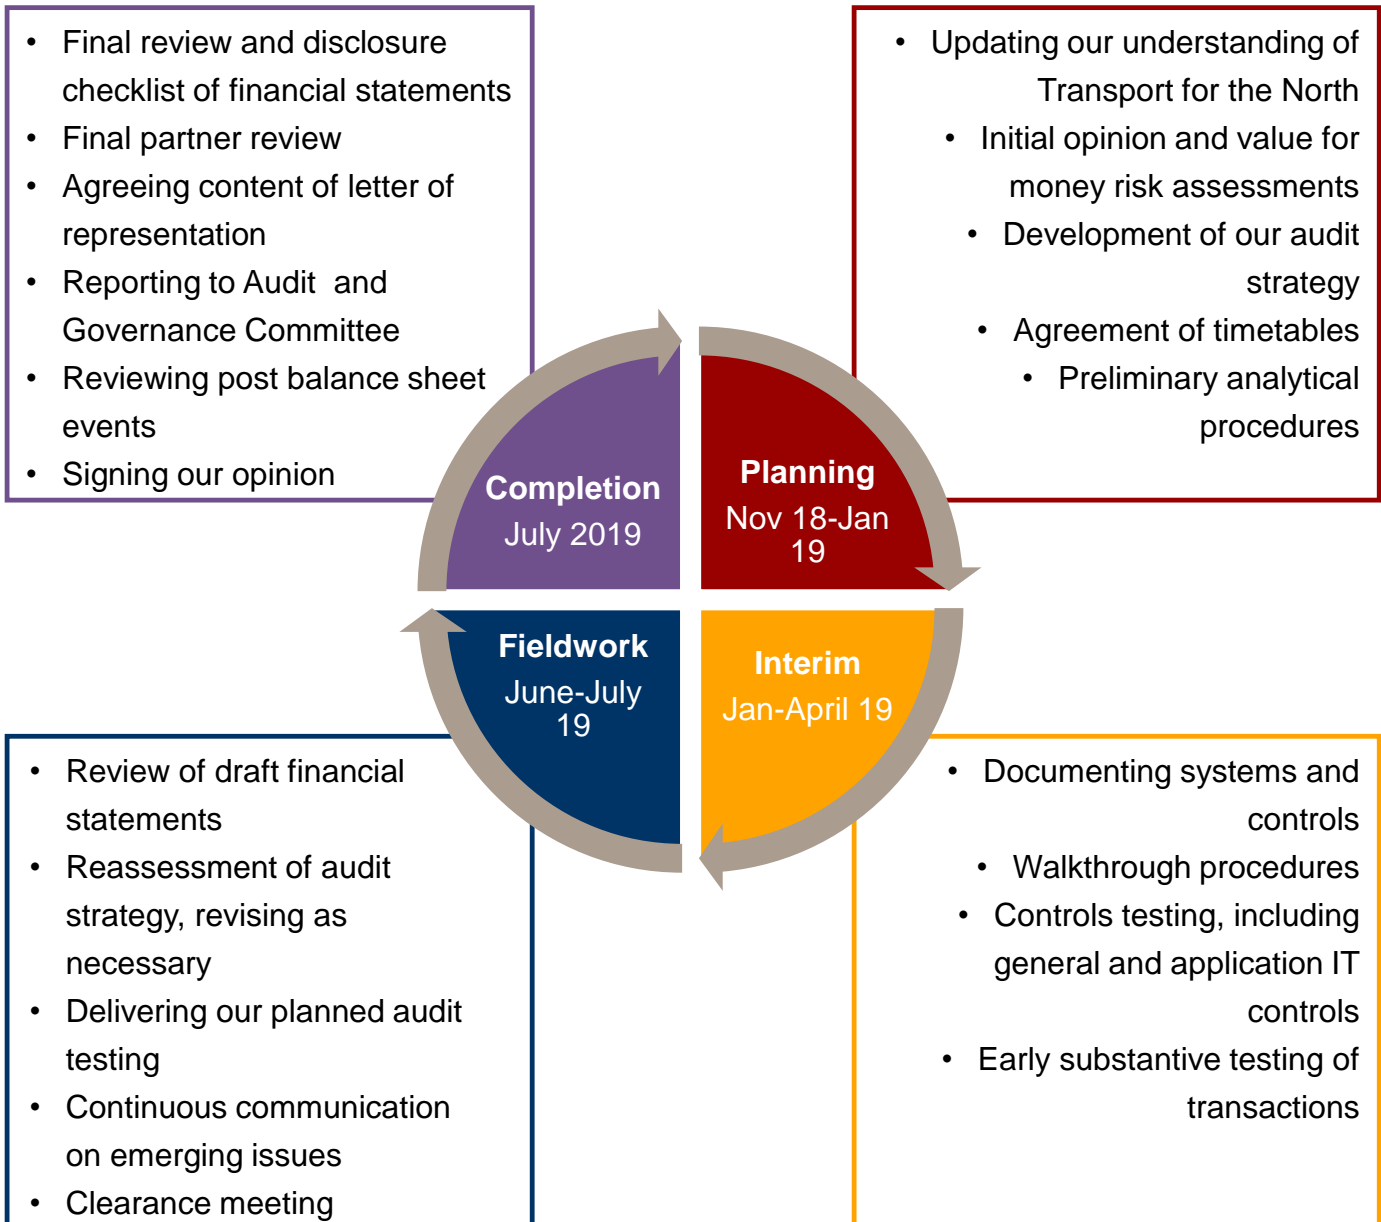 • Final review and disclosure
checklist of financial statements
• Final partner review
• Agreeing content of letter of
representation
• Reporting to Audit and
Governance Committee
• Reviewing post balance sheet
events
• Signing our opinion
• Updating our understanding of
Transport for the North
• Initial opinion and value for
money risk assessments
• Development of our audit
strategy
• Agreement of timetables
• Preliminary analytical
procedures
Completion
July 2019
Planning
Nov 18-Jan
19
Fieldwork
June-July
19
Interim
Jan-April 19
• Review of draft financial
statements
• Reassessment of audit
strategy, revising as
necessary
• Delivering our planned audit
testing
• Continuous communication
on emerging issues
• Clearance meeting
• Documenting systems and
controls
• Walkthrough procedures
• Controls testing, including
general and application IT
controls
• Early substantive testing of
transactions